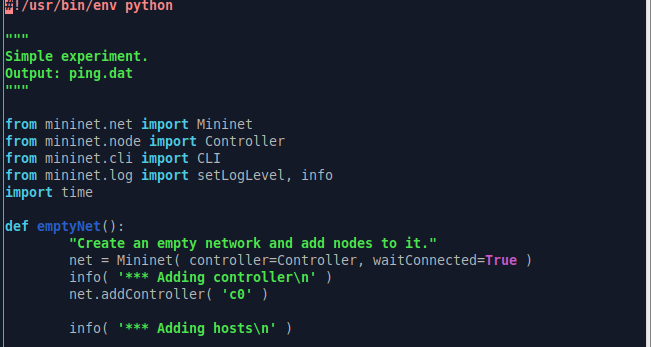 #!/usr/bin/env python
"""
Simple experiment.
Output: ping.dat
"""
from mininet.net import Mininet
from mininet.node import Controller
from mininet.cli import CLI
from mininet.log import setLogLevel, info
import time
def emptyNet():
"Create an empty network and add nodes to it."
net = Mininet( controller=Controller, waitConnected=True )
info( '*** Adding controller\n' )
net.addController( 'c0' )
info( '*** Adding hosts\n' )